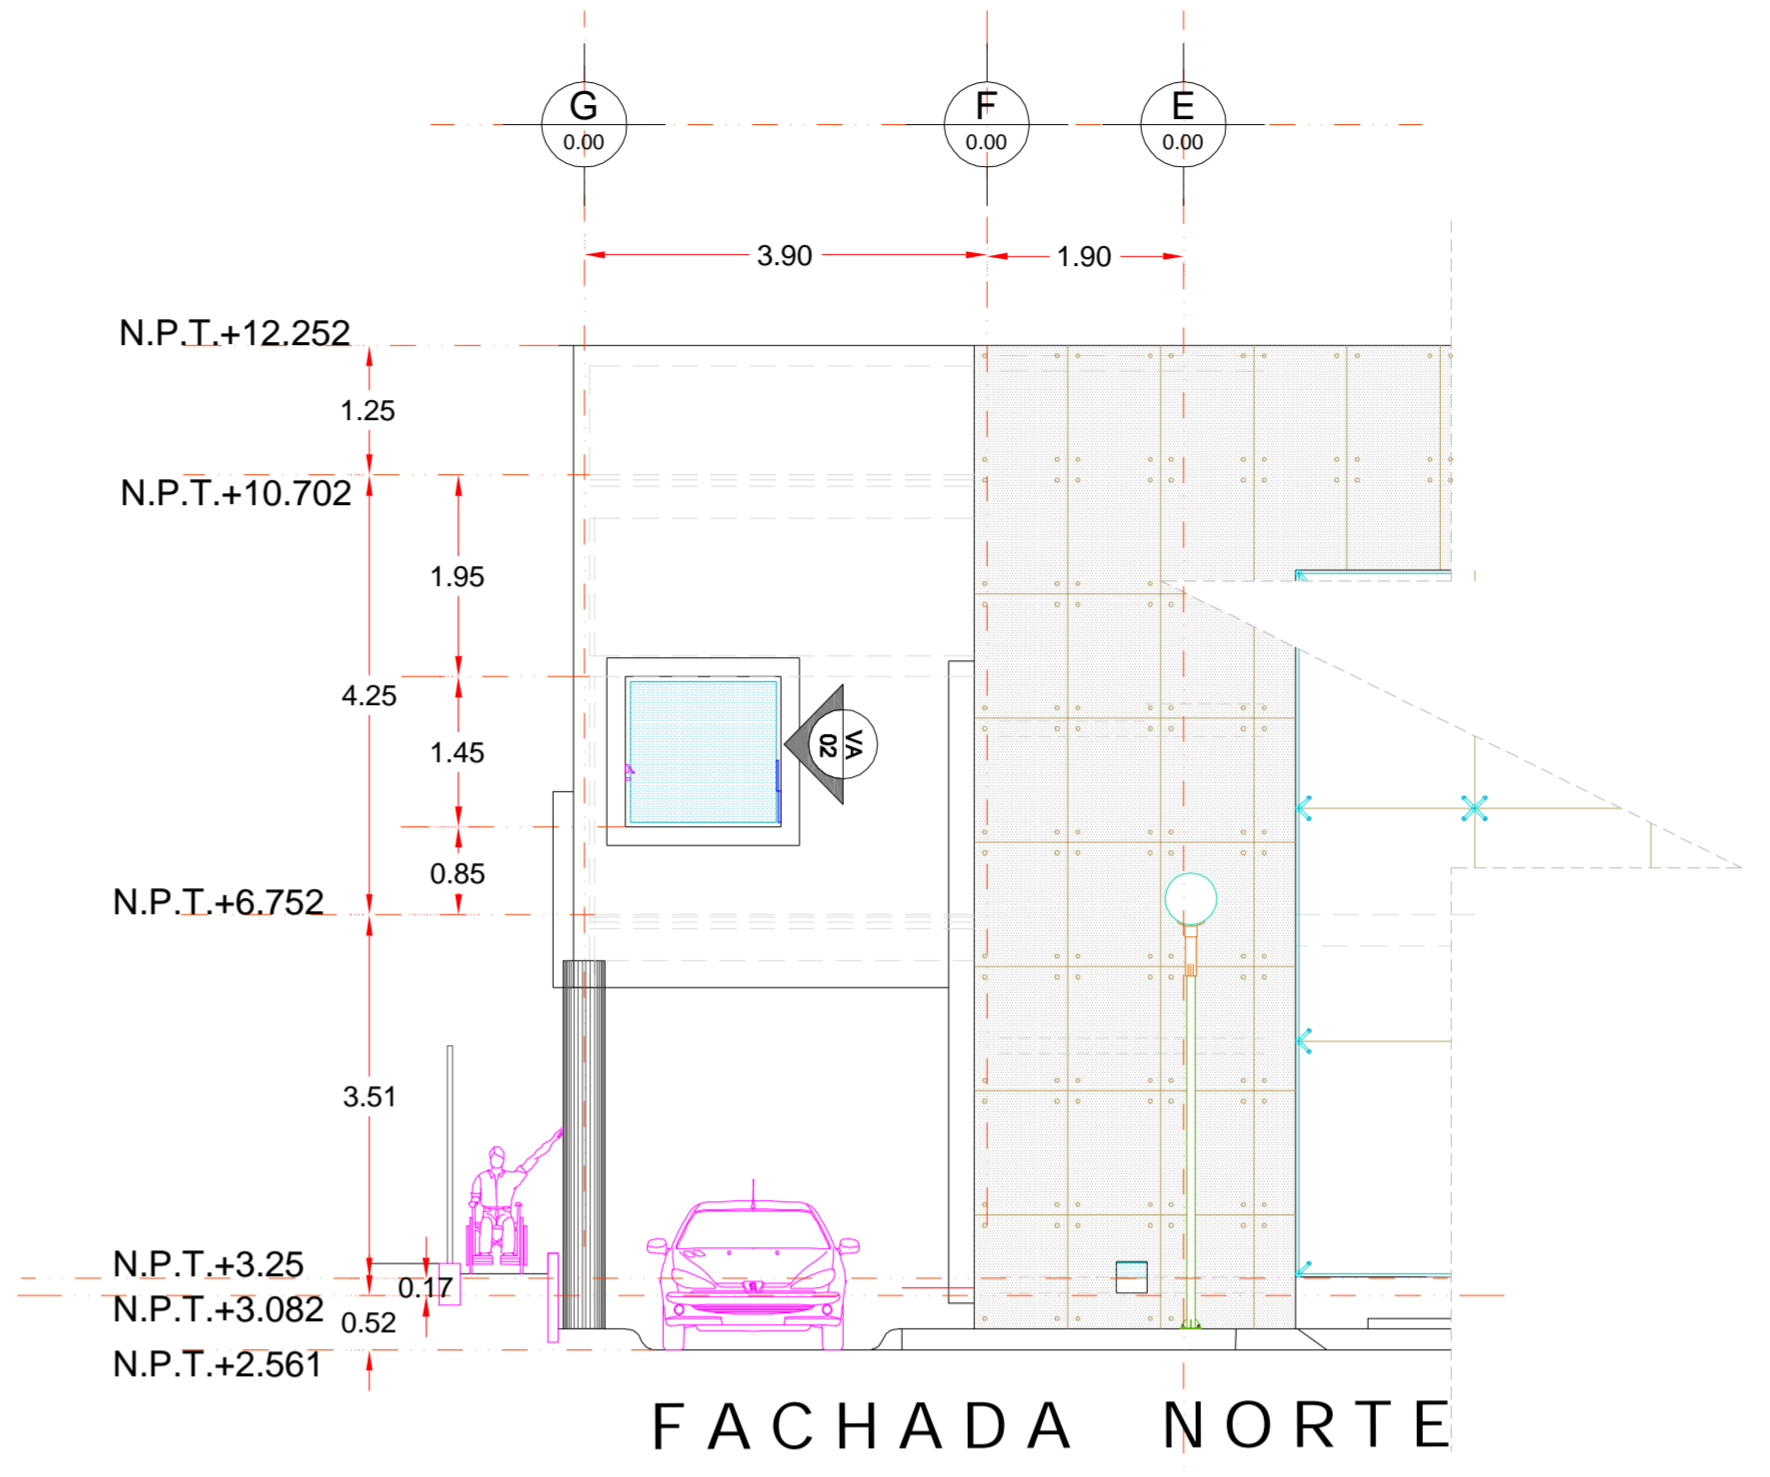 G
0.00
F
0.00
E
0.00
3.90
1.90
N.P.T.+12.252
1.25
N.P.T.+10.702
1.95
4.25
1.45
VA
02
0.85
N.P.T.+6.752
3.51
N.P.T.+3.25
0.17
N.P.T.+3.082
0.52
N.P.T.+2.561
FACHADA NORTE